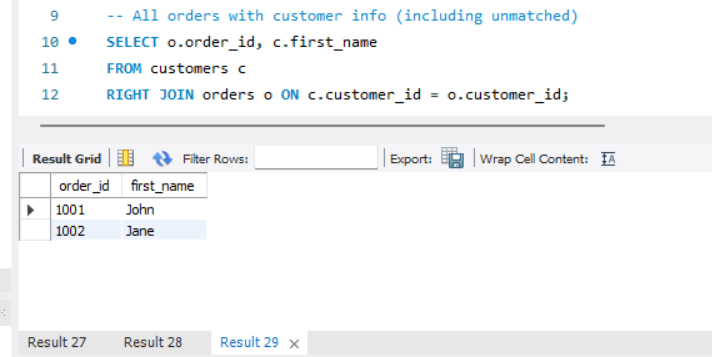 9 -- All orders with customer info (including unmatched)
10 SELECT o.order_id, c.first_name
11 FROM customers c
12 RIGHT JOIN orders o ON c.customer_id = o.customer_id;
Result Grid Filter Rows: Export: Wrap Cell Content: IA
order_id first_name
1001 John
1002 Jane
Result 27 Result 28 Result 29 ×